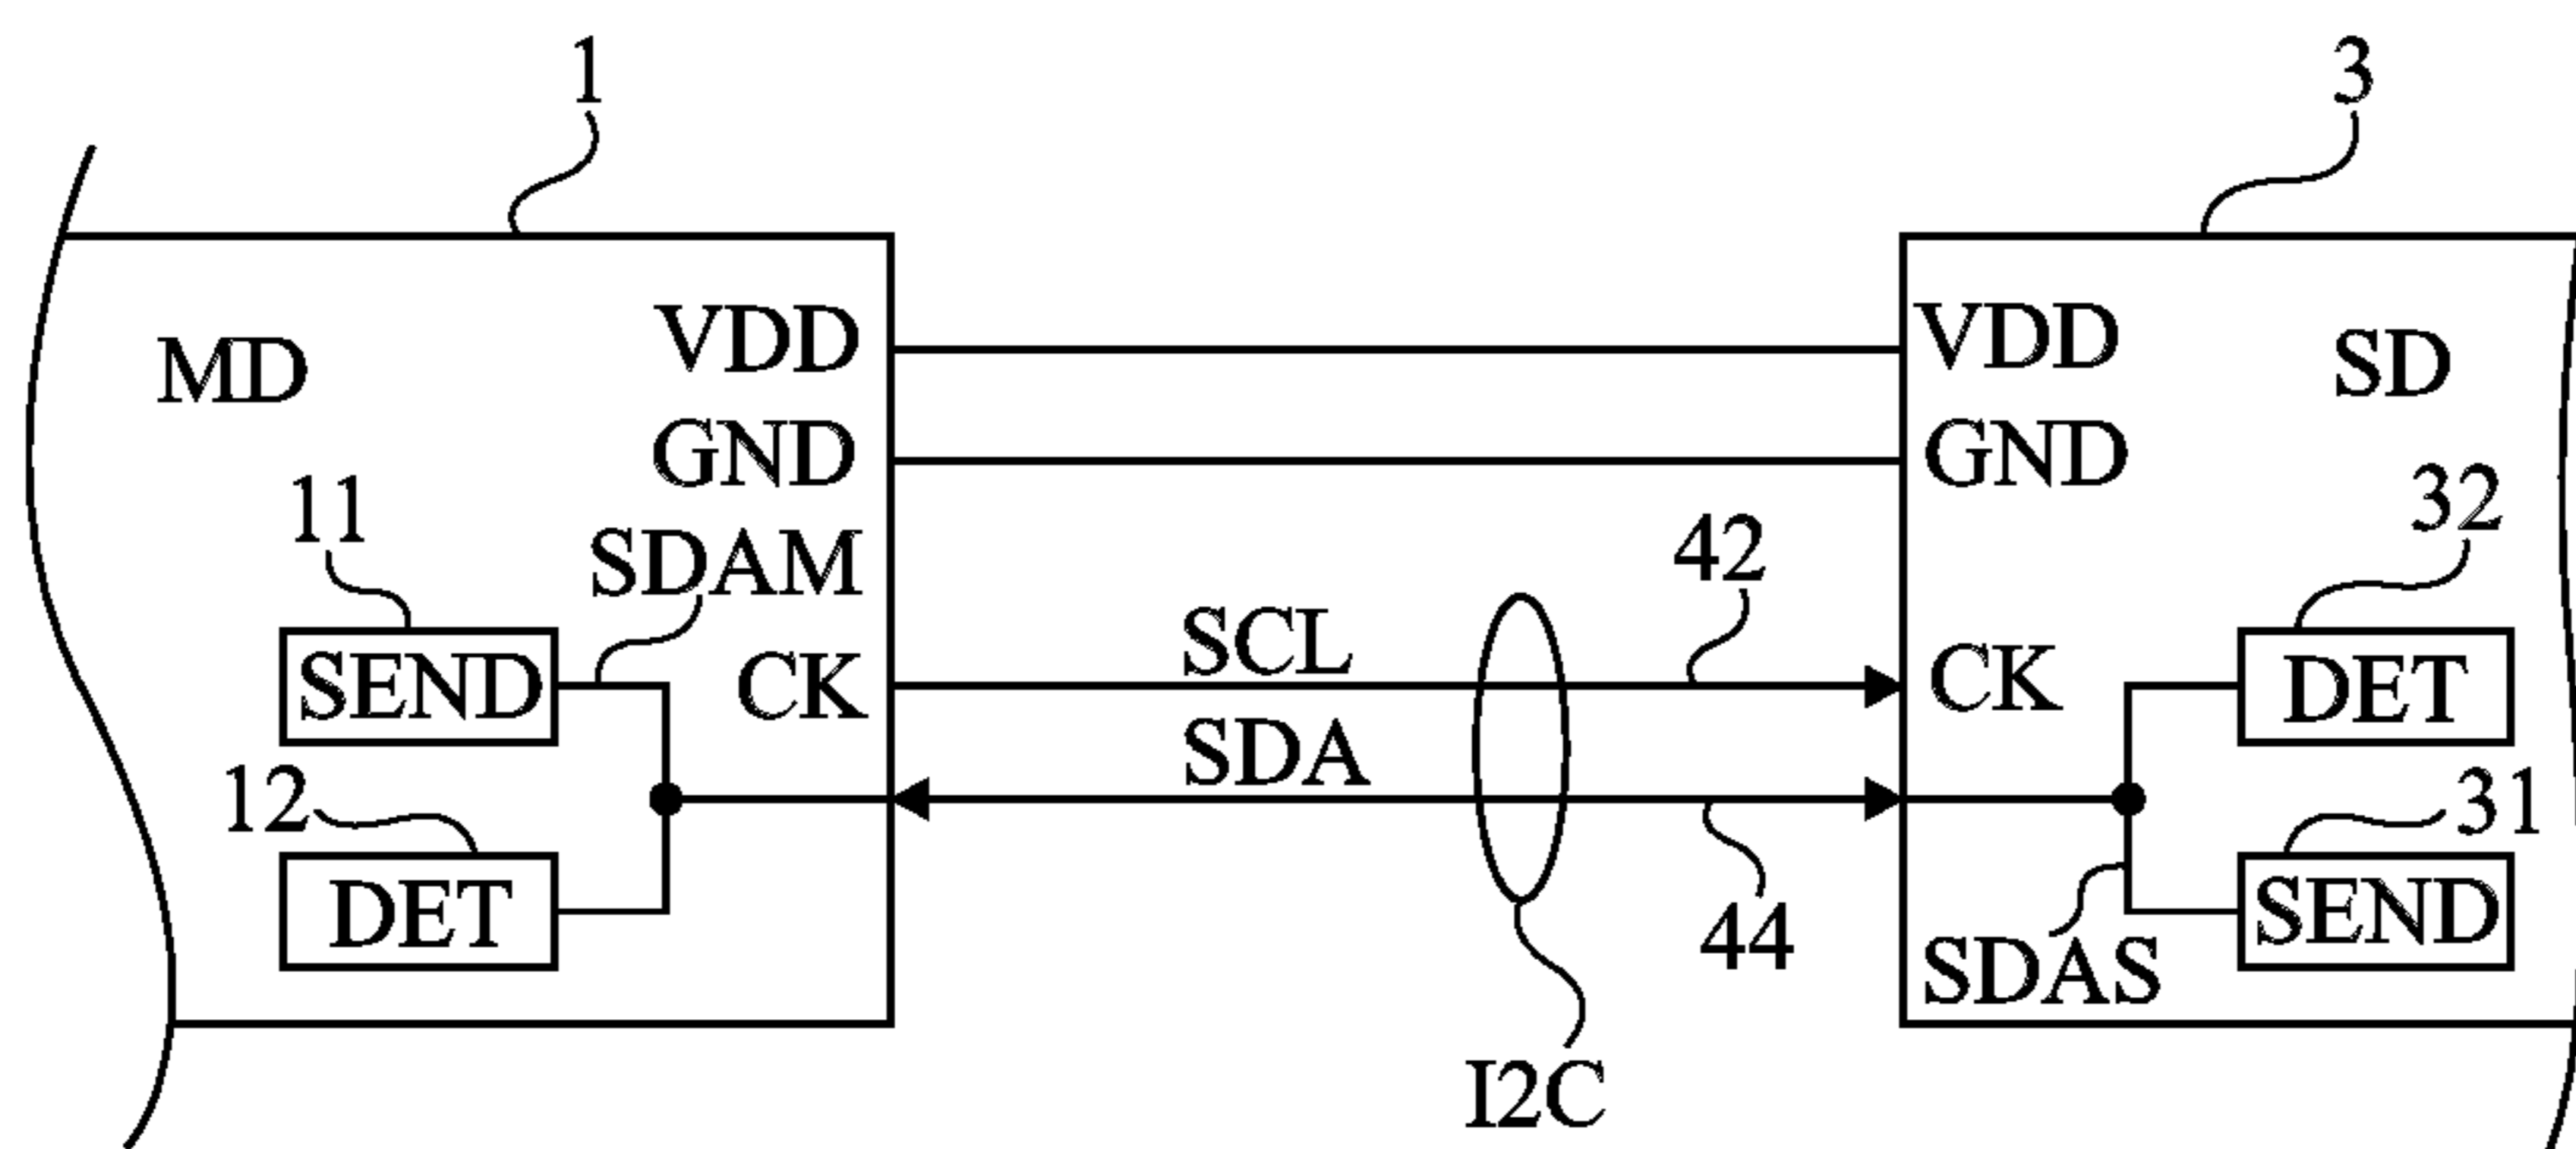 1
3
MD
VDD
VDD
SD
GND
GND
11
SDAM
32
42
SEND
CK
SCL
CK
DET
SDA
12
31
DET
44
SDAS
SEND
I2C